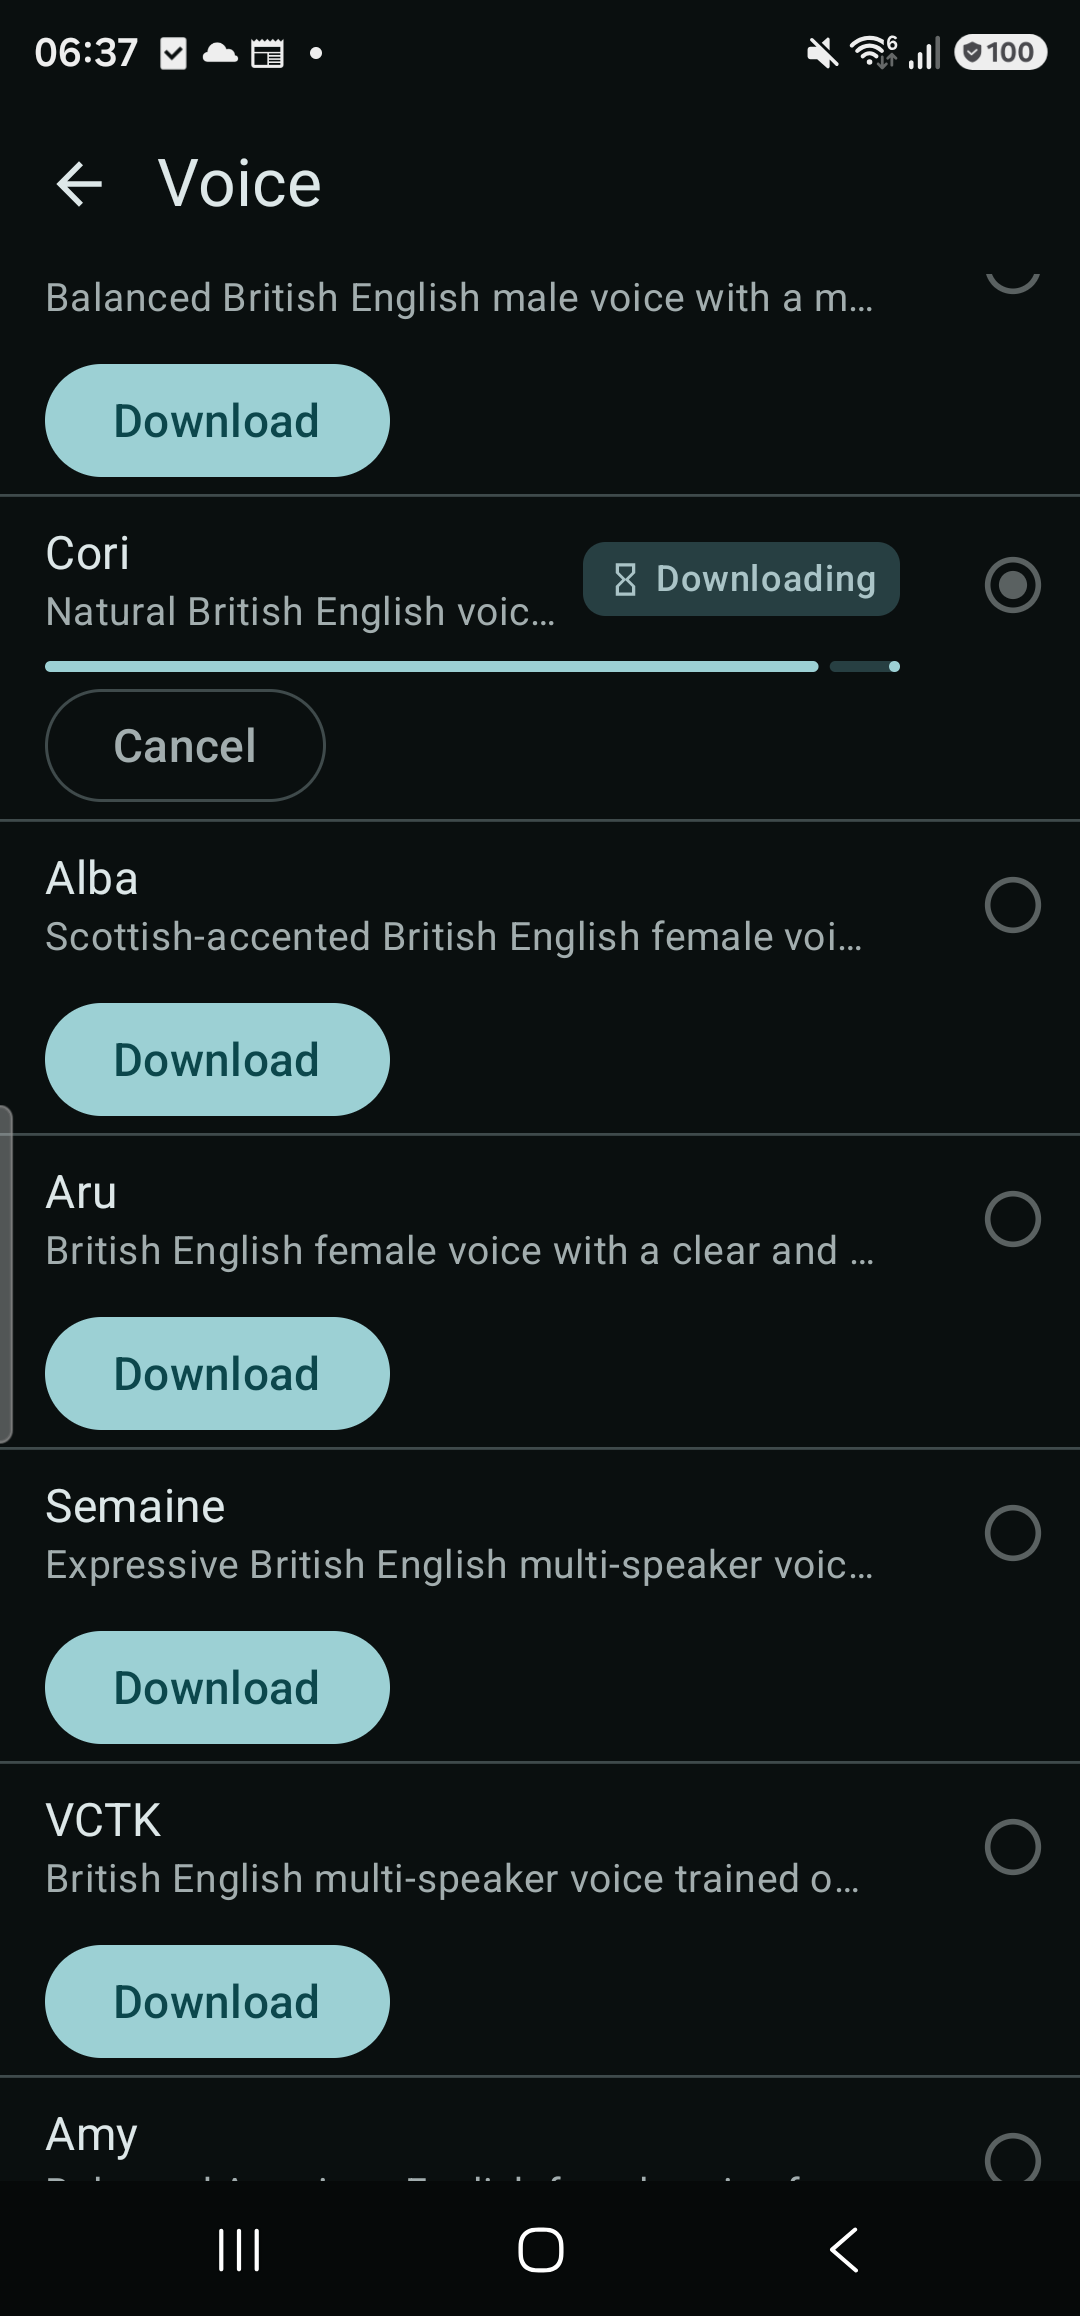 06:37
6
100
Voice
Balanced British English male voice with a m...
Download
Cori
Downloading
Natural British English voic...
Cancel
Alba
Scottish-accented British English female voi...
Download
Aru
British English female voice with a clear and ...
Download
Semaine
Expressive British English multi-speaker voic...
Download
VCTK
British English multi-speaker voice trained o...
Download
Amy